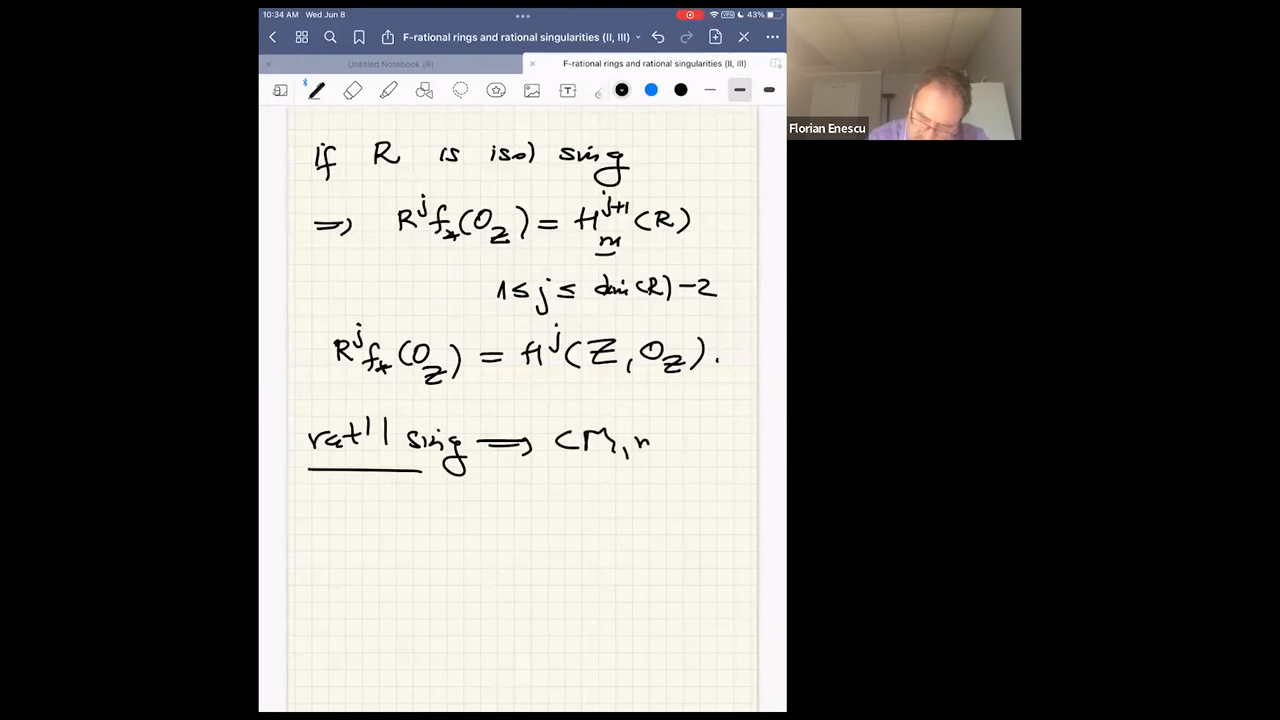 10:34 AM Wed Jun 8
43%
F-rational rings and rational singularities (II, III)
Untitled Notebook (8)
F-rational rings and rational singularities (II, III)
Florian Enescu
If R is isol sing
⟹ R^j f_*(O_Z) = H^{j+1}_m(R)
1 ≤ j ≤ dim(R) - 2
R^j f_*(O_Z) = H^j(Z, O_Z).
rat'l sing ⟹ CM, n